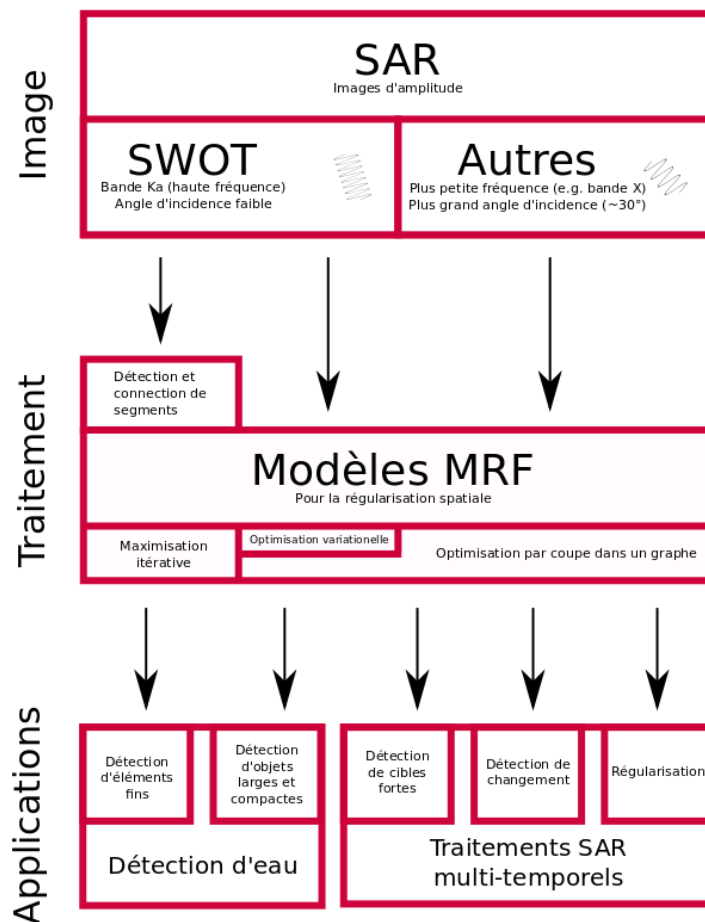 Image
SAR
Images d'amplitude
SWOT
Bande Ka (haute fréquence)
Angle d'incidence faible
Autres
Plus petite fréquence (e.g. bande X)
Plus grand angle d'incidence (~30°)
Traitement
Détection et
connection de
segments
Modèles MRF
Pour la régularisation spatiale
Maximisation
itérative
Optimisation variationelle
Optimisation par coupe dans un graphe
Applications
Détection
d'éléments
fins
Détection
d'objets
larges et
compactes
Détection d'eau
Détection
de cibles
fortes
Détection de
changement
Régularisation
Traitements SAR
multi-temporels